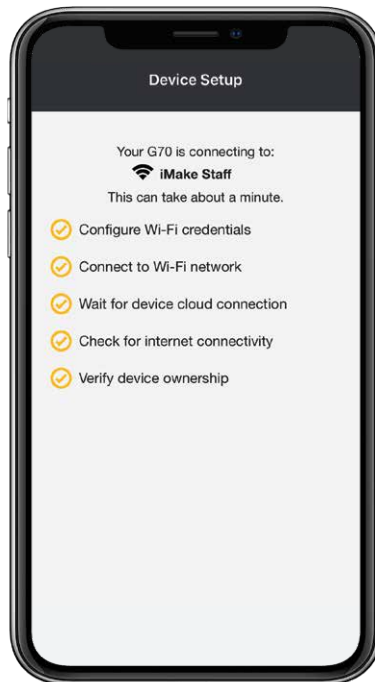 Device Setup
Your G70 is connecting to:
iMake Staff
This can take about a minute.
Configure Wi-Fi credentials
Connect to Wi-Fi network
Wait for device cloud connection
Check for internet connectivity
Verify device ownership